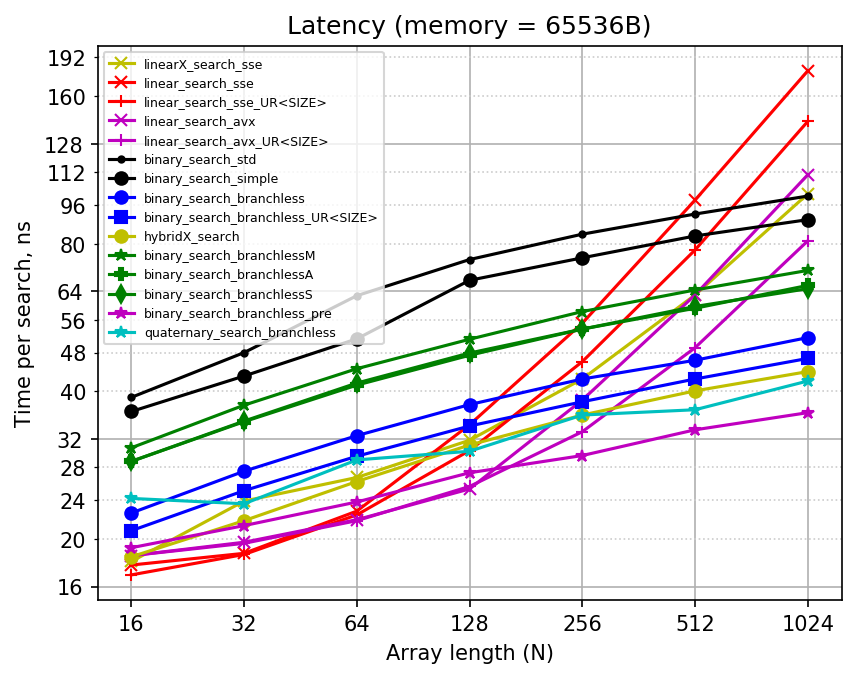 Latency (memory = 65536B)
192
160
128
112
96
80
64
56
48
40
32
28
24
20
16
Time per search, ns
linearX_search_sse
linear_search_sse
linear_search_sse_UR<SIZE>
linear_search_avx
linear_search_avx_UR<SIZE>
binary_search_std
binary_search_simple
binary_search_branchless
binary_search_branchless_UR<SIZE>
hybridX_search
binary_search_branchlessM
binary_search_branchlessA
binary_search_branchlessS
binary_search_branchless_pre
quaternary_search_branchless
16 32 64 128 256 512 1024
Array length (N)